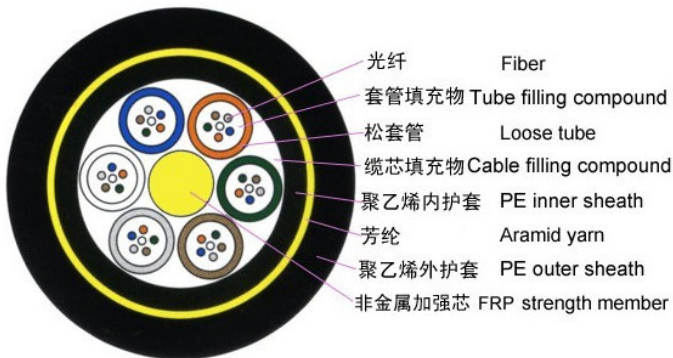 光纤 Fiber
套管填充物 Tube filling compound
松套管 Loose tube
缆芯填充物 Cable filling compound
聚乙烯内护套 PE inner sheath
芳纶 Aramid yarn
聚乙烯外护套 PE outer sheath
非金属加强芯 FRP strength member